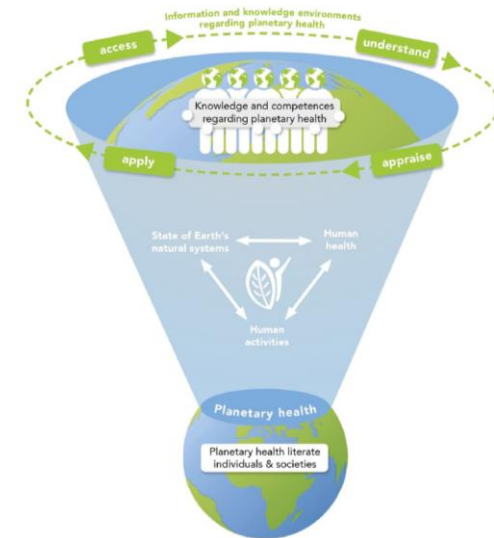 Information and knowledge environments
regarding planetary health
access
understand
Knowledge and competences
regarding planetary health
apply
appraise
State of Earth's
natural systems
Human
health
Human
activities
Planetary health
Planetary health literate
individuals & societies